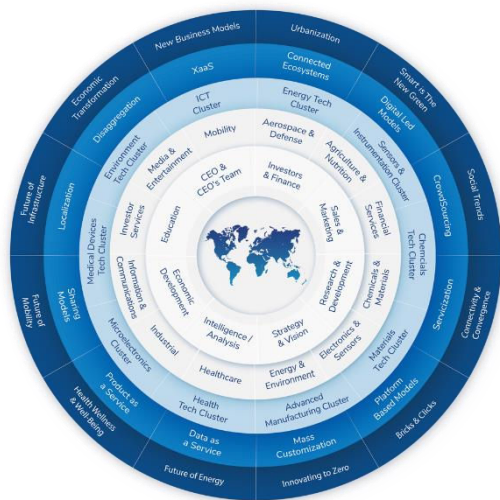 New Business Models
Urbanization
Smart is The
New Green
Social Trends
Connectivity &
Convergence
Bricks & Clicks
Innovating to Zero
Future of Energy
Health Wellness
& Well-Being
Future of
Mobility
Future of
Infrastructure
Economic
Transformation
XaaS
Connected
Ecosystems
Digital Led
Models
CrowdSourcing
Servicization
Platform
Based Models
Mass
Customization
Data as
a Service
Product as
a Service
Sharing
Models
Localization
Disaggregation
ICT
Cluster
Energy Tech
Cluster
Sensors &
Instrumentation Cluster
Chemcials
Tech Cluster
Materials
Tech Cluster
Advanced
Manufacturing Cluster
Health
Tech Cluster
Microelectronics
Cluster
Medical Devices
Tech Cluster
Environment
Tech Cluster
Mobility
Aerospace &
Defense
Agriculture &
Nutrition
Financial
Services
Chemicals &
Materials
Electronics &
Sensors
Energy &
Environment
Healthcare
Industrial
Information &
Communications
Investor
Services
Education
Media &
Entertainment
CEO &
CEO's Team
Investors
& Finance
Sales &
Marketing
Research &
Development
Strategy
& Vision
Intelligence /
Analysis
Economic
Development